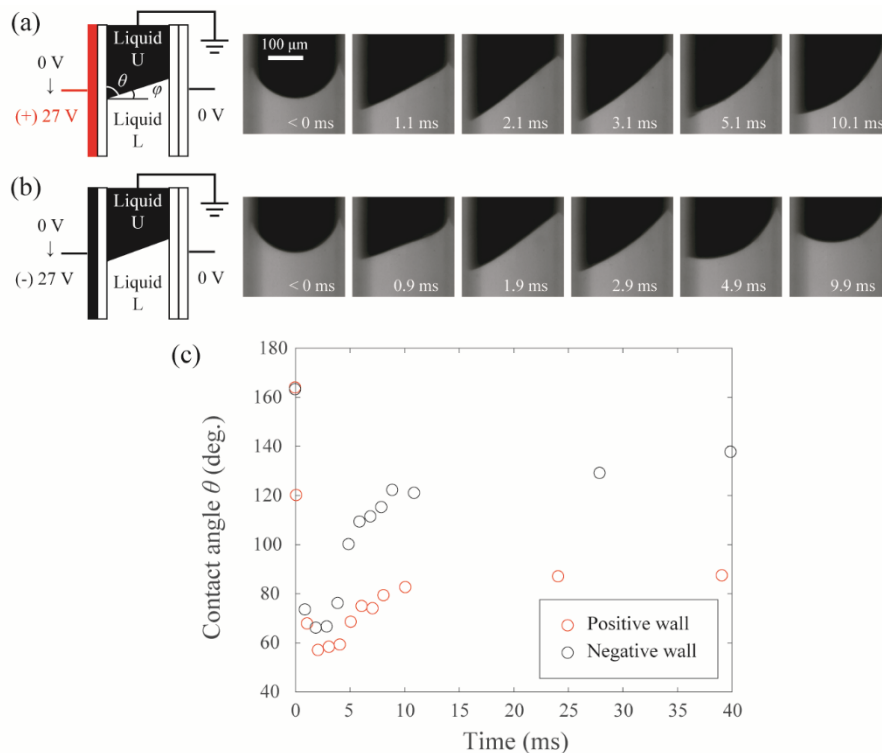 (a)
Liquid
U
0 V
↓
(+) 27 V
θ
φ
Liquid
L
0 V
100 μm
< 0 ms
1.1 ms
2.1 ms
3.1 ms
5.1 ms
10.1 ms
(b)
Liquid
U
0 V
↓
(-) 27 V
Liquid
L
0 V
< 0 ms
0.9 ms
1.9 ms
2.9 ms
4.9 ms
9.9 ms
(c)
Contact angle θ (deg.)
180
160
140
120
100
80
60
40
0 5 10 15 20 25 30 35 40
Time (ms)
Positive wall
Negative wall